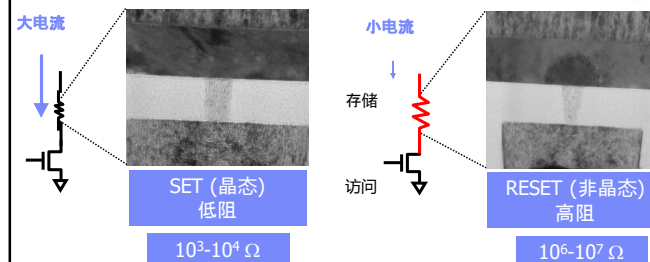 大电流
SET (晶态)
低阻
10³-10⁴ Ω
小电流
存储
访问
RESET (非晶态)
高阻
10⁶-10⁷ Ω